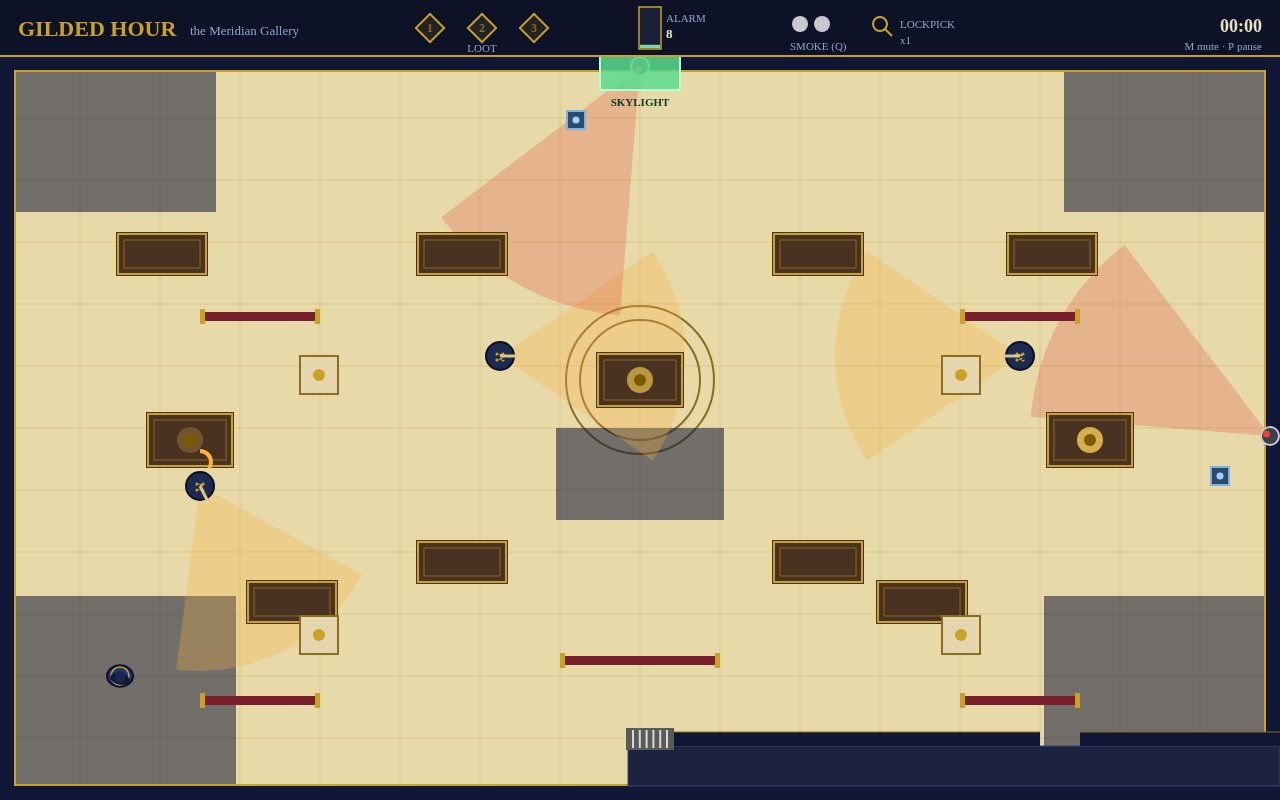 GILDED HOUR the Meridian Gallery
1 2 3
LOOT
ALARM
8
SMOKE (Q)
LOCKPICK
x1
00:00
M mute · P pause
SKYLIGHT